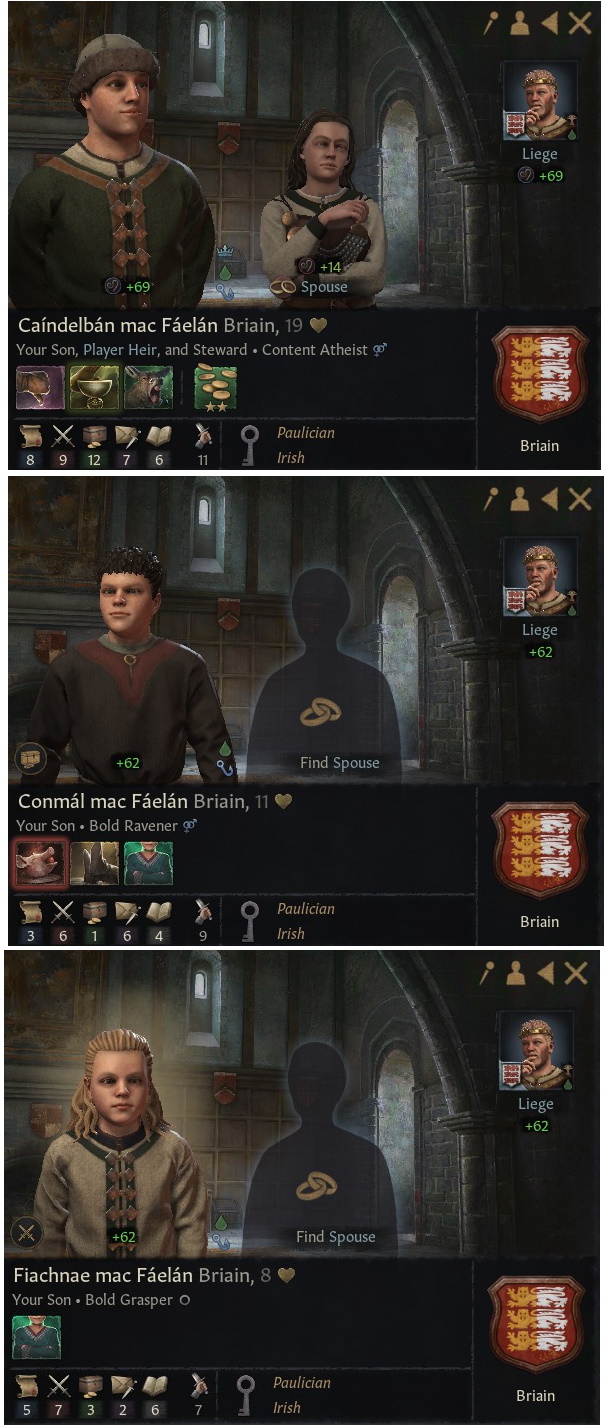 Liege
+69
+69
+14
Spouse
Caíndelbán mac Fáelán Briain, 19
Your Son, Player Heir, and Steward • Content Atheist
8 9 12 7 6 11
Paulician
Irish
Briain
Liege
+62
+62
Find Spouse
Conmál mac Fáelán Briain, 11
Your Son • Bold Ravener
3 6 1 6 4 9
Paulician
Irish
Briain
Liege
+62
+62
Find Spouse
Fiachnae mac Fáelán Briain, 8
Your Son • Bold Grasper
5 7 3 2 6 7
Paulician
Irish
Briain